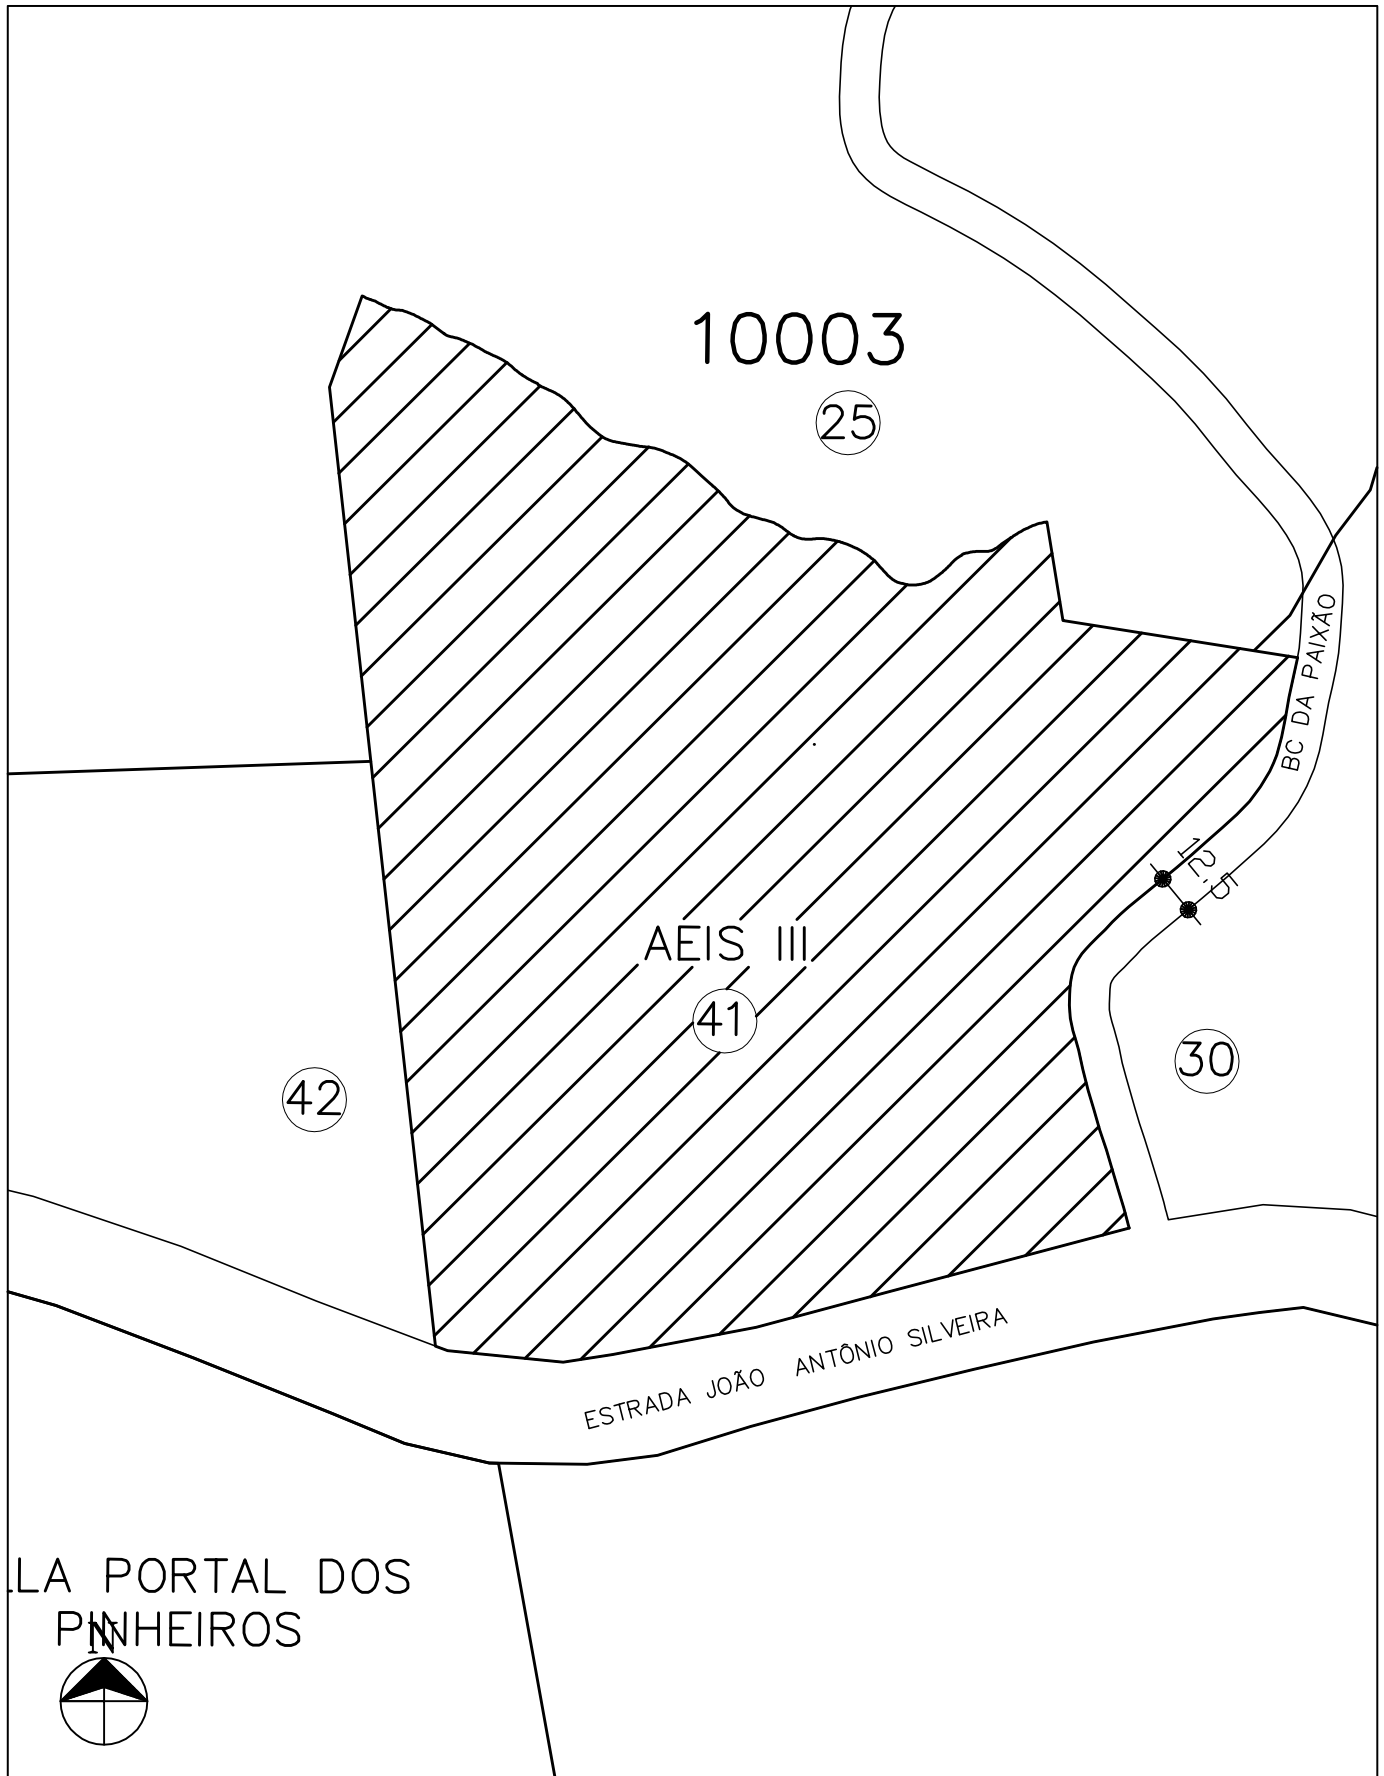 10003
25
BC DA PAIXÃO
12.5
AEIS III
41
30
42
ESTRADA JOÃO ANTÔNIO SILVEIRA
LLA PORTAL DOS
PINHEIROS
N